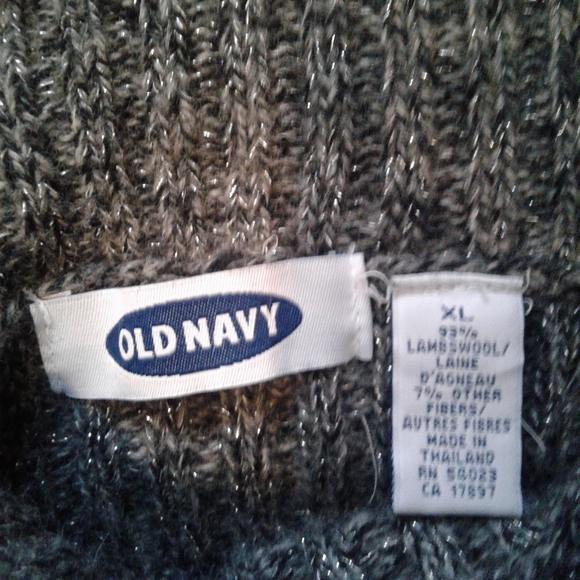 OLD NAVY
XL
93%
LAMBSWOOL/
LAINE
D'AGNEAU
7% OTHER
FIBERS/
AUTRES FIBRES
MADE IN
THAILAND
RN 54023
CA 17897